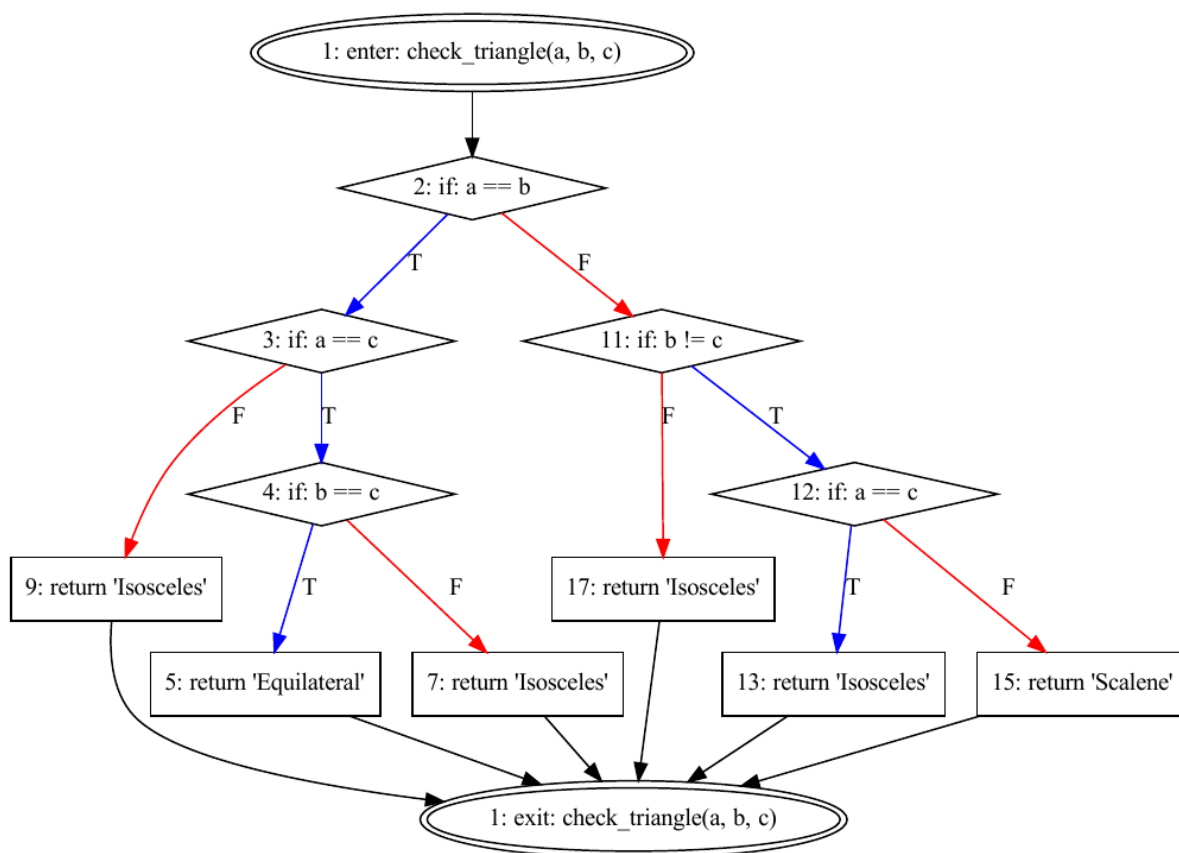 1: enter: check_triangle(a, b, c)
2: if: a == b
T
F
3: if: a == c
11: if: b != c
F
T
F
T
4: if: b == c
12: if: a == c
9: return 'Isosceles'
T
F
17: return 'Isosceles'
T
F
5: return 'Equilateral'
7: return 'Isosceles'
13: return 'Isosceles'
15: return 'Scalene'
1: exit: check_triangle(a, b, c)